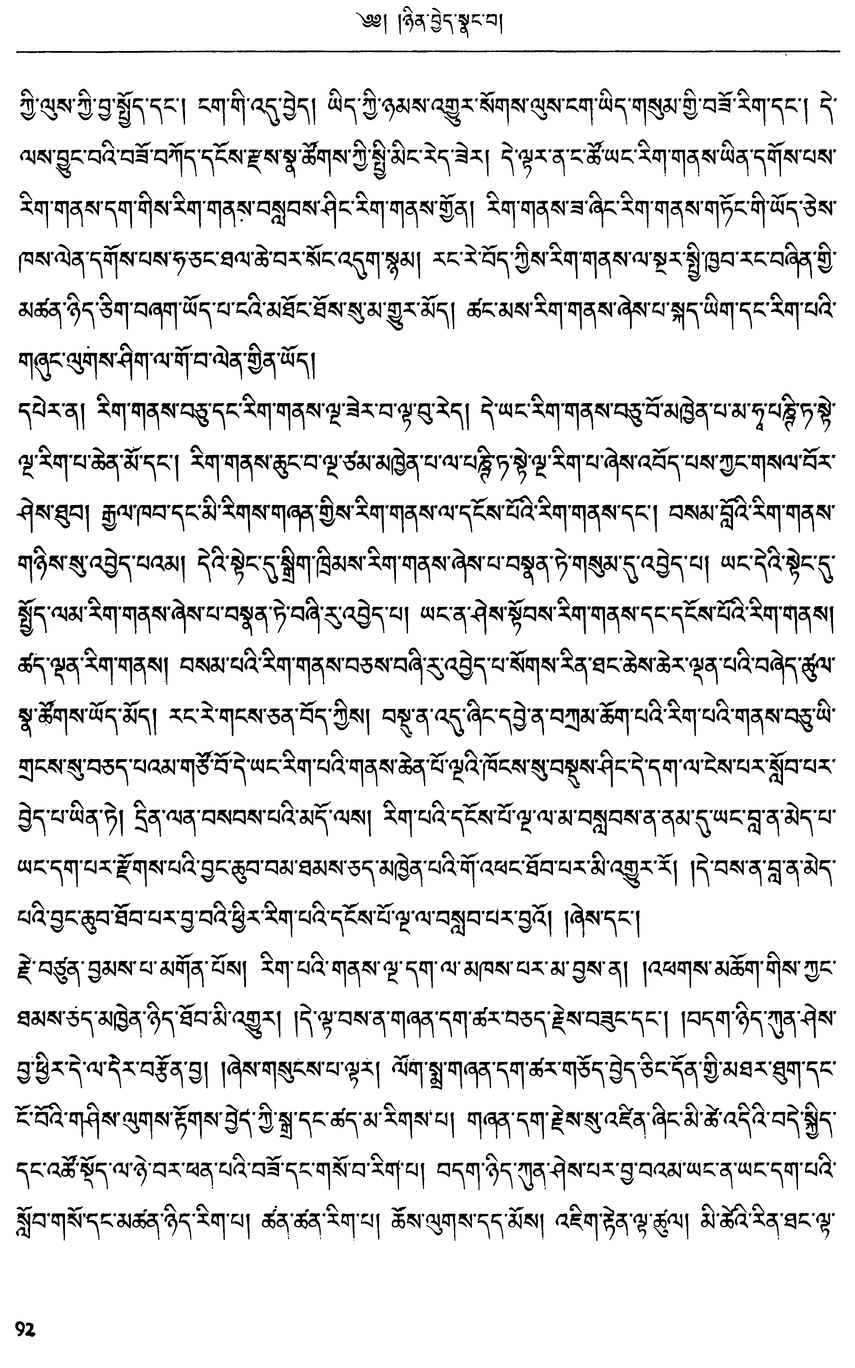 ༄༅། །ཉིན་བྱེད་སྣང་བ།
ཀྱི་ལུས་ཀྱི་བྱ་སྤྱོད་དང་། ངག་གི་འདུ་བྱེད། ཡིད་ཀྱི་ཉམས་འགྱུར་སོགས་ལུས་ངག་ཡིད་གསུམ་གྱི་བཟོ་རིག་དང་། དེ་
ལས་བྱུང་བའི་བཟོ་བཀོད་དངོས་རྫས་སྣ་ཚོགས་ཀྱི་སྤྱི་མིང་རེད་ཟེར། དེ་ལྟར་ན་ང་ཚོ་ཡང་རིག་གནས་ཡིན་དགོས་པས་
རིག་གནས་དག་གིས་རིག་གནས་བསླབས་ཤིང་རིག་གནས་གྱོན། རིག་གནས་ཟ་ཞིང་རིག་གནས་གཏོང་གི་ཡོད་ཅེས་
ཁས་ལེན་དགོས་པས་ཧ་ཅང་ཐལ་ཆེ་བར་སོང་འདུག་སྙམ། རང་རེ་བོད་ཀྱིས་རིག་གནས་ལ་སྔར་སྤྱི་ཁྱབ་རང་བཞིན་གྱི་
མཚན་ཉིད་ཅིག་བཞག་ཡོད་པ་ངའི་མཐོང་ཐོས་སུ་མ་གྱུར་མོད། ཚང་མས་རིག་གནས་ཞེས་པ་སྐད་ཡིག་དང་རིག་པའི་
གཞུང་ལུགས་ཤིག་ལ་གོ་བ་ལེན་གྱིན་ཡོད།
དཔེར་ན། རིག་གནས་བཅུ་དང་རིག་གནས་ལྔ་ཟེར་བ་ལྟ་བུ་རེད། དེ་ཡང་རིག་གནས་བཅུ་བོ་མཁྱེན་པ་མ་ཧཱ་པཎྜི་ཏ་སྟེ་
ལྔ་རིག་པ་ཆེན་མོ་དང་། རིག་གནས་ཆུང་བ་ལྔ་ཙམ་མཁྱེན་པ་ལ་པཎྜི་ཏ་སྟེ་ལྔ་རིག་པ་ཞེས་འབོད་པས་ཀྱང་གསལ་བོར་
ཤེས་ཐུབ། རྒྱལ་ཁབ་དང་མི་རིགས་གཞན་གྱིས་རིག་གནས་ལ་དངོས་པོའི་རིག་གནས་དང་། བསམ་བློའི་རིག་གནས་
གཉིས་སུ་འབྱེད་པའམ། དེའི་སྟེང་དུ་སྒྲིག་ཁྲིམས་རིག་གནས་ཞེས་པ་བསྣན་ཏེ་གསུམ་དུ་འབྱེད་པ། ཡང་དེའི་སྟེང་དུ་
སྤྱོད་ལམ་རིག་གནས་ཞེས་པ་བསྣན་ཏེ་བཞི་རུ་འབྱེད་པ། ཡང་ན་ཤེས་སྟོབས་རིག་གནས་དང་དངོས་པོའི་རིག་གནས།
ཚད་ལྡན་རིག་གནས། བསམ་པའི་རིག་གནས་བཅས་བཞི་རུ་འབྱེད་པ་སོགས་རིན་ཐང་ཆེས་ཆེར་ལྡན་པའི་བཞེད་ཚུལ་
སྣ་ཚོགས་ཡོད་མོད། རང་རེ་གངས་ཅན་བོད་ཀྱིས། བསྡུ་ན་འདུ་ཞིང་དབྱེ་ན་བཀྲམ་ཆོག་པའི་རིག་པའི་གནས་བཅུ་ཡི་
གྲངས་སུ་བཅད་པའམ་གཙོ་བོ་དེ་ཡང་རིག་པའི་གནས་ཆེན་པོ་ལྔའི་ཁོངས་སུ་བསྡུས་ཤིང་དེ་དག་ལ་ངེས་པར་སློབ་པར་
བྱེད་པ་ཡིན་ཏེ། དྲིན་ལན་བསབས་པའི་མདོ་ལས། རིག་པའི་དངོས་པོ་ལྔ་ལ་མ་བསླབས་ན་ནམ་དུ་ཡང་བླ་ན་མེད་པ་
ཡང་དག་པར་རྫོགས་པའི་བྱང་ཆུབ་བམ་ཐམས་ཅད་མཁྱེན་པའི་གོ་འཕང་ཐོབ་པར་མི་འགྱུར་རོ། །དེ་བས་ན་བླ་ན་མེད་
པའི་བྱང་ཆུབ་ཐོབ་པར་བྱ་བའི་ཕྱིར་རིག་པའི་དངོས་པོ་ལྔ་ལ་བསླབ་པར་བྱའོ། །ཞེས་དང་།
རྗེ་བཙུན་བྱམས་པ་མགོན་པོས། རིག་པའི་གནས་ལྔ་དག་ལ་མཁས་པར་མ་བྱས་ན། །འཕགས་མཆོག་གིས་ཀྱང་
ཐམས་ཅད་མཁྱེན་ཉིད་ཐོབ་མི་འགྱུར། །དེ་ལྟ་བས་ན་གཞན་དག་ཚར་བཅད་རྗེས་བཟུང་དང་། །བདག་ཉིད་ཀུན་ཤེས་
བྱ་ཕྱིར་དེ་ལ་དེར་བརྩོན་བྱ། །ཞེས་གསུངས་པ་ལྟར། ལོག་སྨྲ་གཞན་དག་ཚར་གཅོད་བྱེད་ཅིང་དོན་གྱི་མཐར་ཐུག་དང་
ངོ་བོའི་གཤིས་ལུགས་རྟོགས་བྱེད་ཀྱི་སྒྲ་དང་ཚད་མ་རིགས་པ། གཞན་དག་རྗེས་སུ་འཛིན་ཞིང་མི་ཚེ་འདིའི་བདེ་སྐྱིད་
དང་འཚོ་སྡོད་ལ་ཉེ་བར་ཕན་པའི་བཟོ་དང་གསོ་བ་རིག་པ། བདག་ཉིད་ཀུན་ཤེས་པར་བྱ་བའམ་ཡང་ན་ཡང་དག་པའི་
སློབ་གསོ་དང་མཚན་ཉིད་རིག་པ། ཚན་ཚན་རིག་པ། ཆོས་ལུགས་དད་མོས། འཇིག་རྟེན་ལྟ་ཚུལ། མི་ཚེའི་རིན་ཐང་ལྟ་
92